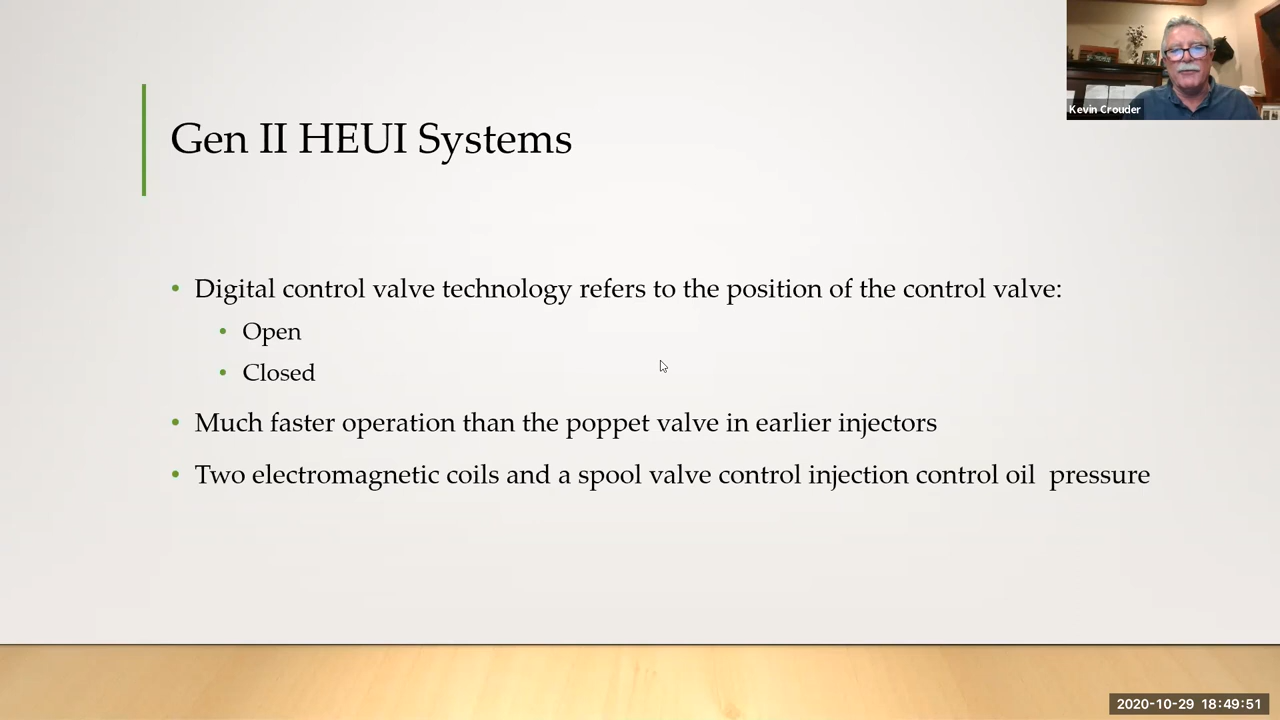 Gen II HEUI Systems
Kevin Crouder
• Digital control valve technology refers to the position of the control valve:
• Open
• Closed
• Much faster operation than the poppet valve in earlier injectors
• Two electromagnetic coils and a spool valve control injection control oil  pressure
2020-10-29 18:49:51